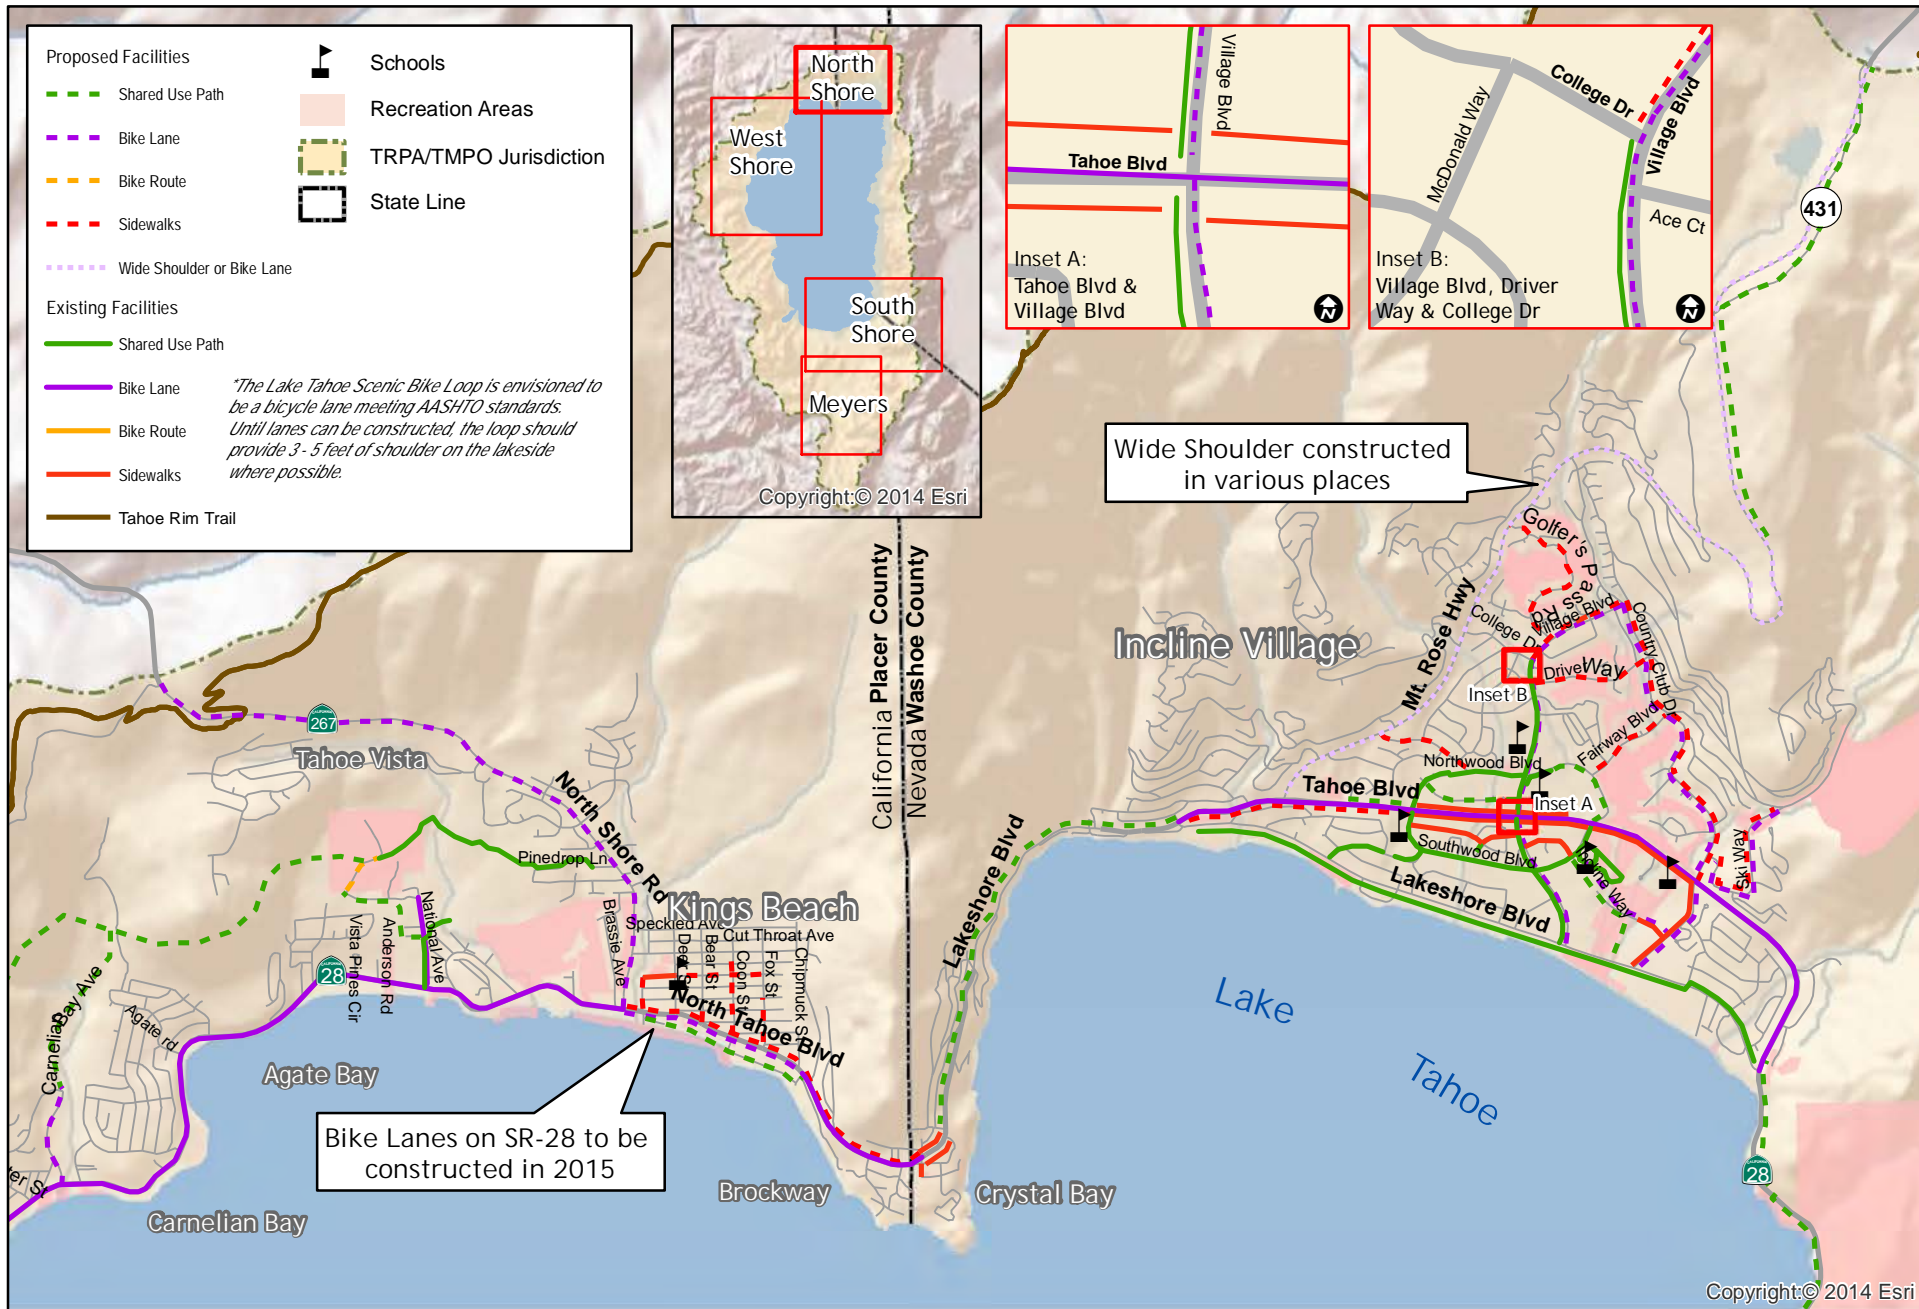 Proposed Facilities
Shared Use Path
Bike Lane
Bike Route
Sidewalks
Wide Shoulder or Bike Lane
Existing Facilities
Shared Use Path
Bike Lane
Bike Route
Sidewalks
Tahoe Rim Trail
Schools
Recreation Areas
TRPA/TMPO Jurisdiction
State Line
*The Lake Tahoe Scenic Bike Loop is envisioned to
be a bicycle lane meeting AASHTO standards.
Until lanes can be constructed, the loop should
provide 3 - 5 feet of shoulder on the lakeside
where possible.
North
Shore
West
Shore
South
Shore
Meyers
Copyright:© 2014 Esri
Village Blvd
Tahoe Blvd
Inset A:
Tahoe Blvd &
Village Blvd
N
College Dr
McDonald Way
Village Blvd
Ace Ct
Inset B:
Village Blvd, Driver
Way & College Dr
N
431
Wide Shoulder constructed
in various places
Golfer's Pass Rd
Village Blvd
College Dr
Country Club Dr
Driver Way
Inset B
Mt. Rose Hwy
Incline Village
Fairway Blvd
Northwood Blvd
Tahoe Blvd
Inset A
Southwood Blvd
Incline Way
Ski Way
Lakeshore Blvd
Lakeshore Blvd
California Placer County
Nevada Washoe County
CALIFORNIA
267
Tahoe Vista
North Shore Rd
Pinedrop Ln
Kings Beach
Speckled Ave
Cut Throat Ave
Brassie Ave
Deer St
Bear St
Coon St
Fox St
Chipmuck St
North Tahoe Blvd
National Ave
Anderson Rd
Vista Pines Cir
CALIFORNIA
28
Carnelian Bay Ave
Agate rd
Agate Bay
Bike Lanes on SR-28 to be
constructed in 2015
Carnelian Bay
Brockway
Crystal Bay
Lake
Tahoe
CALIFORNIA
28
ter St
Copyright:© 2014 Esri